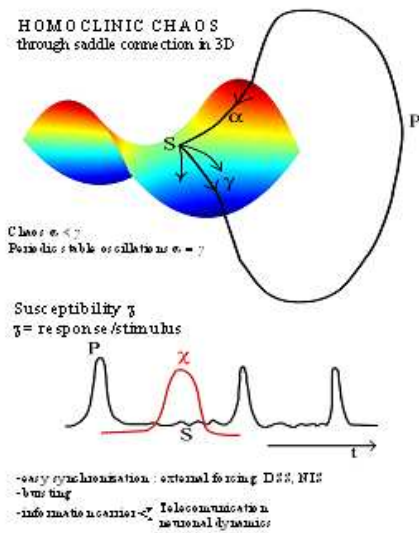 HOMOCLINIC CHAOS
through saddle connection in 3D
α
P
S
γ
Chaos α < γ
Periodic stable oscillations α = γ
Susceptibility χ
χ = response/stimulus
P
χ
S
t
-easy synchronisation : external forcing, DSS, NIS
-bursting
-information carrier < Telecomunication
neuronal dynamics